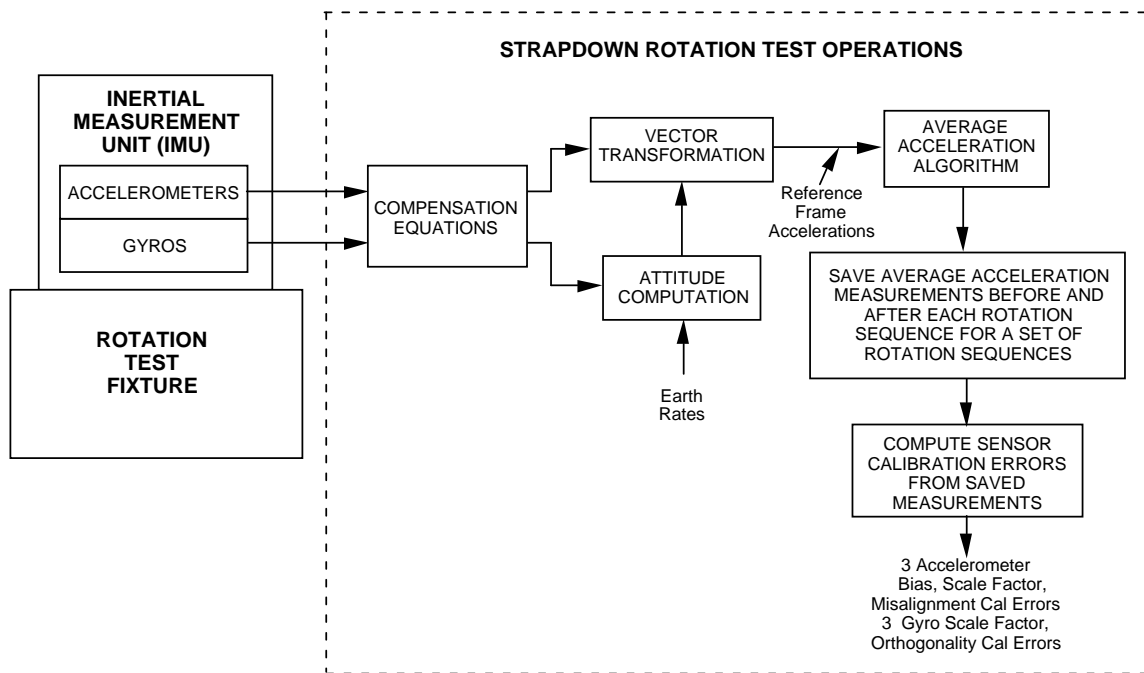 STRAPDOWN ROTATION TEST OPERATIONS
INERTIAL
MEASUREMENT
UNIT (IMU)
ACCELEROMETERS
GYROS
ROTATION
TEST
FIXTURE
COMPENSATION
EQUATIONS
VECTOR
TRANSFORMATION
ATTITUDE
COMPUTATION
Earth
Rates
Reference
Frame
Accelerations
AVERAGE
ACCELERATION
ALGORITHM
SAVE AVERAGE ACCELERATION
MEASUREMENTS BEFORE AND
AFTER EACH ROTATION
SEQUENCE FOR A SET OF
ROTATION SEQUENCES
COMPUTE SENSOR
CALIBRATION ERRORS
FROM SAVED
MEASUREMENTS
3 Accelerometer
Bias, Scale Factor,
Misalignment Cal Errors
3 Gyro Scale Factor,
Orthogonality Cal Errors